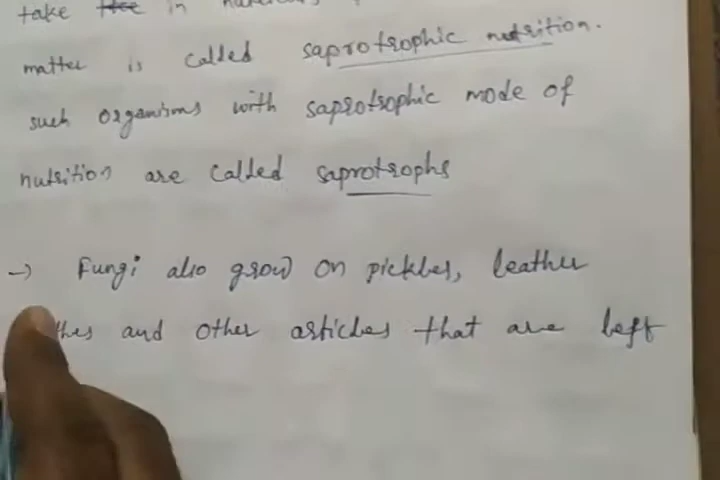 take in
matter is called saprotrophic nutrition.
such organisms with saprotrophic mode of
nutrition are called saprotrophs
→ Fungi also grow on pickles, leather
and other articles that are left